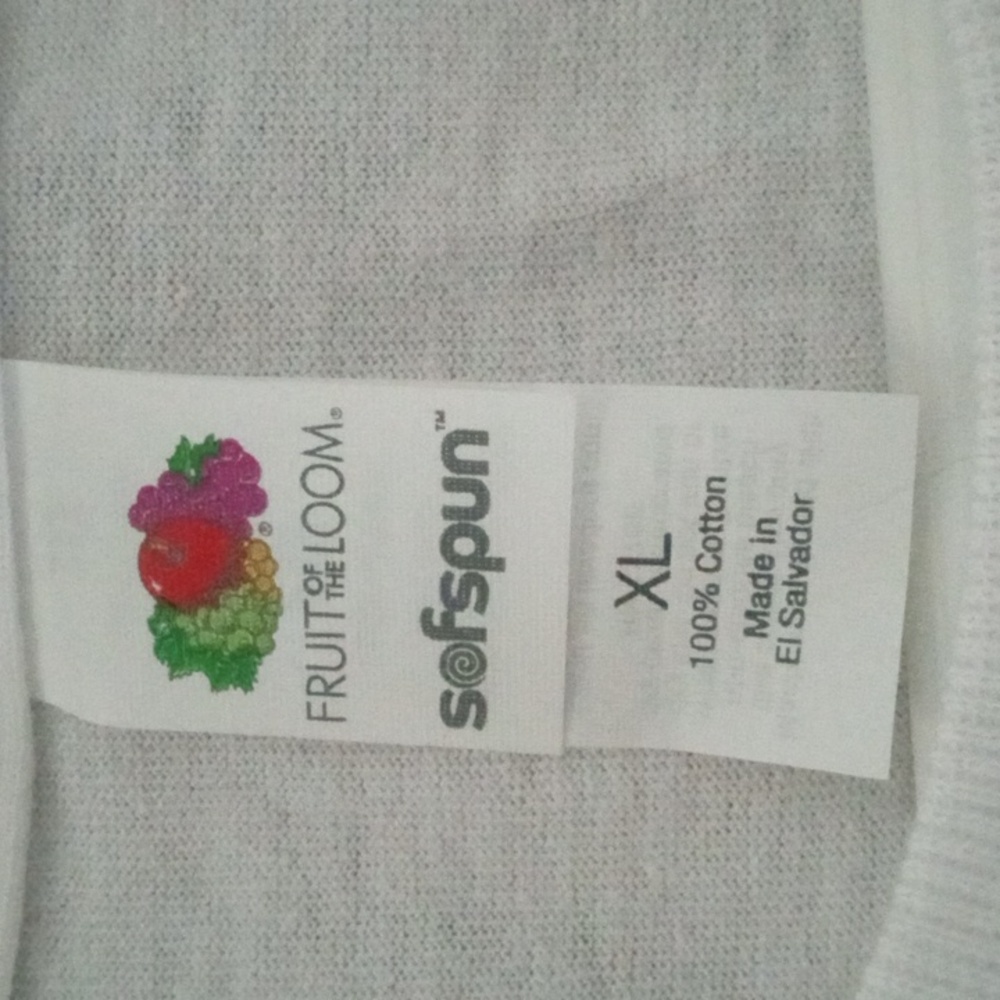 ®
FRUIT OF THE LOOM®
sofspun™
XL
100% Cotton
Made in
El Salvador